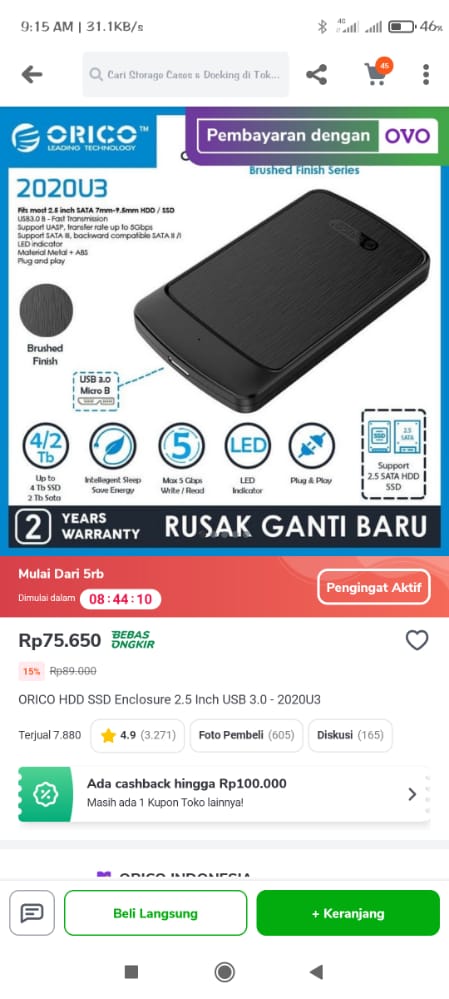 9:15 AM | 31.1KB/s
4G
46%
Cari Storage Cases & Docking di Tok...
45
ORICO™
LEADING TECHNOLOGY
Pembayaran dengan OVO
Brushed Finish Series
2020U3
Fits most 2.5 inch SATA 7mm-9.5mm HDD / SSD
USB3.0 B - Fast Transmission
Support UASP, transfer rate up to 5Gbps
Support SATA III, backward compatible SATA II /I
LED indicator
Material Metal + ABS
Plug and play
Brushed
Finish
USB 3.0
Micro B
4/2
Tb
5
LED
SSD
2.5
SATA
Up to
4 Tb SSD
2 Tb Sata
Intellegent Sleep
Save Energy
Max 5 Gbps
Write / Read
LED
Indicator
Plug & Play
Support
2.5 SATA HDD
SSD
2 YEARS
WARRANTY
RUSAK GANTI BARU
Mulai Dari 5rb
Dimulai dalam 08:44:10
Pengingat Aktif
Rp75.650
BEBAS
ONGKIR
15% Rp89.000
ORICO HDD SSD Enclosure 2.5 Inch USB 3.0 - 2020U3
Terjual 7.880
4.9 (3.271)
Foto Pembeli (605)
Diskusi (165)
Ada cashback hingga Rp100.000
Masih ada 1 Kupon Toko lainnya!
ORICO INDONESIA
Beli Langsung
+ Keranjang